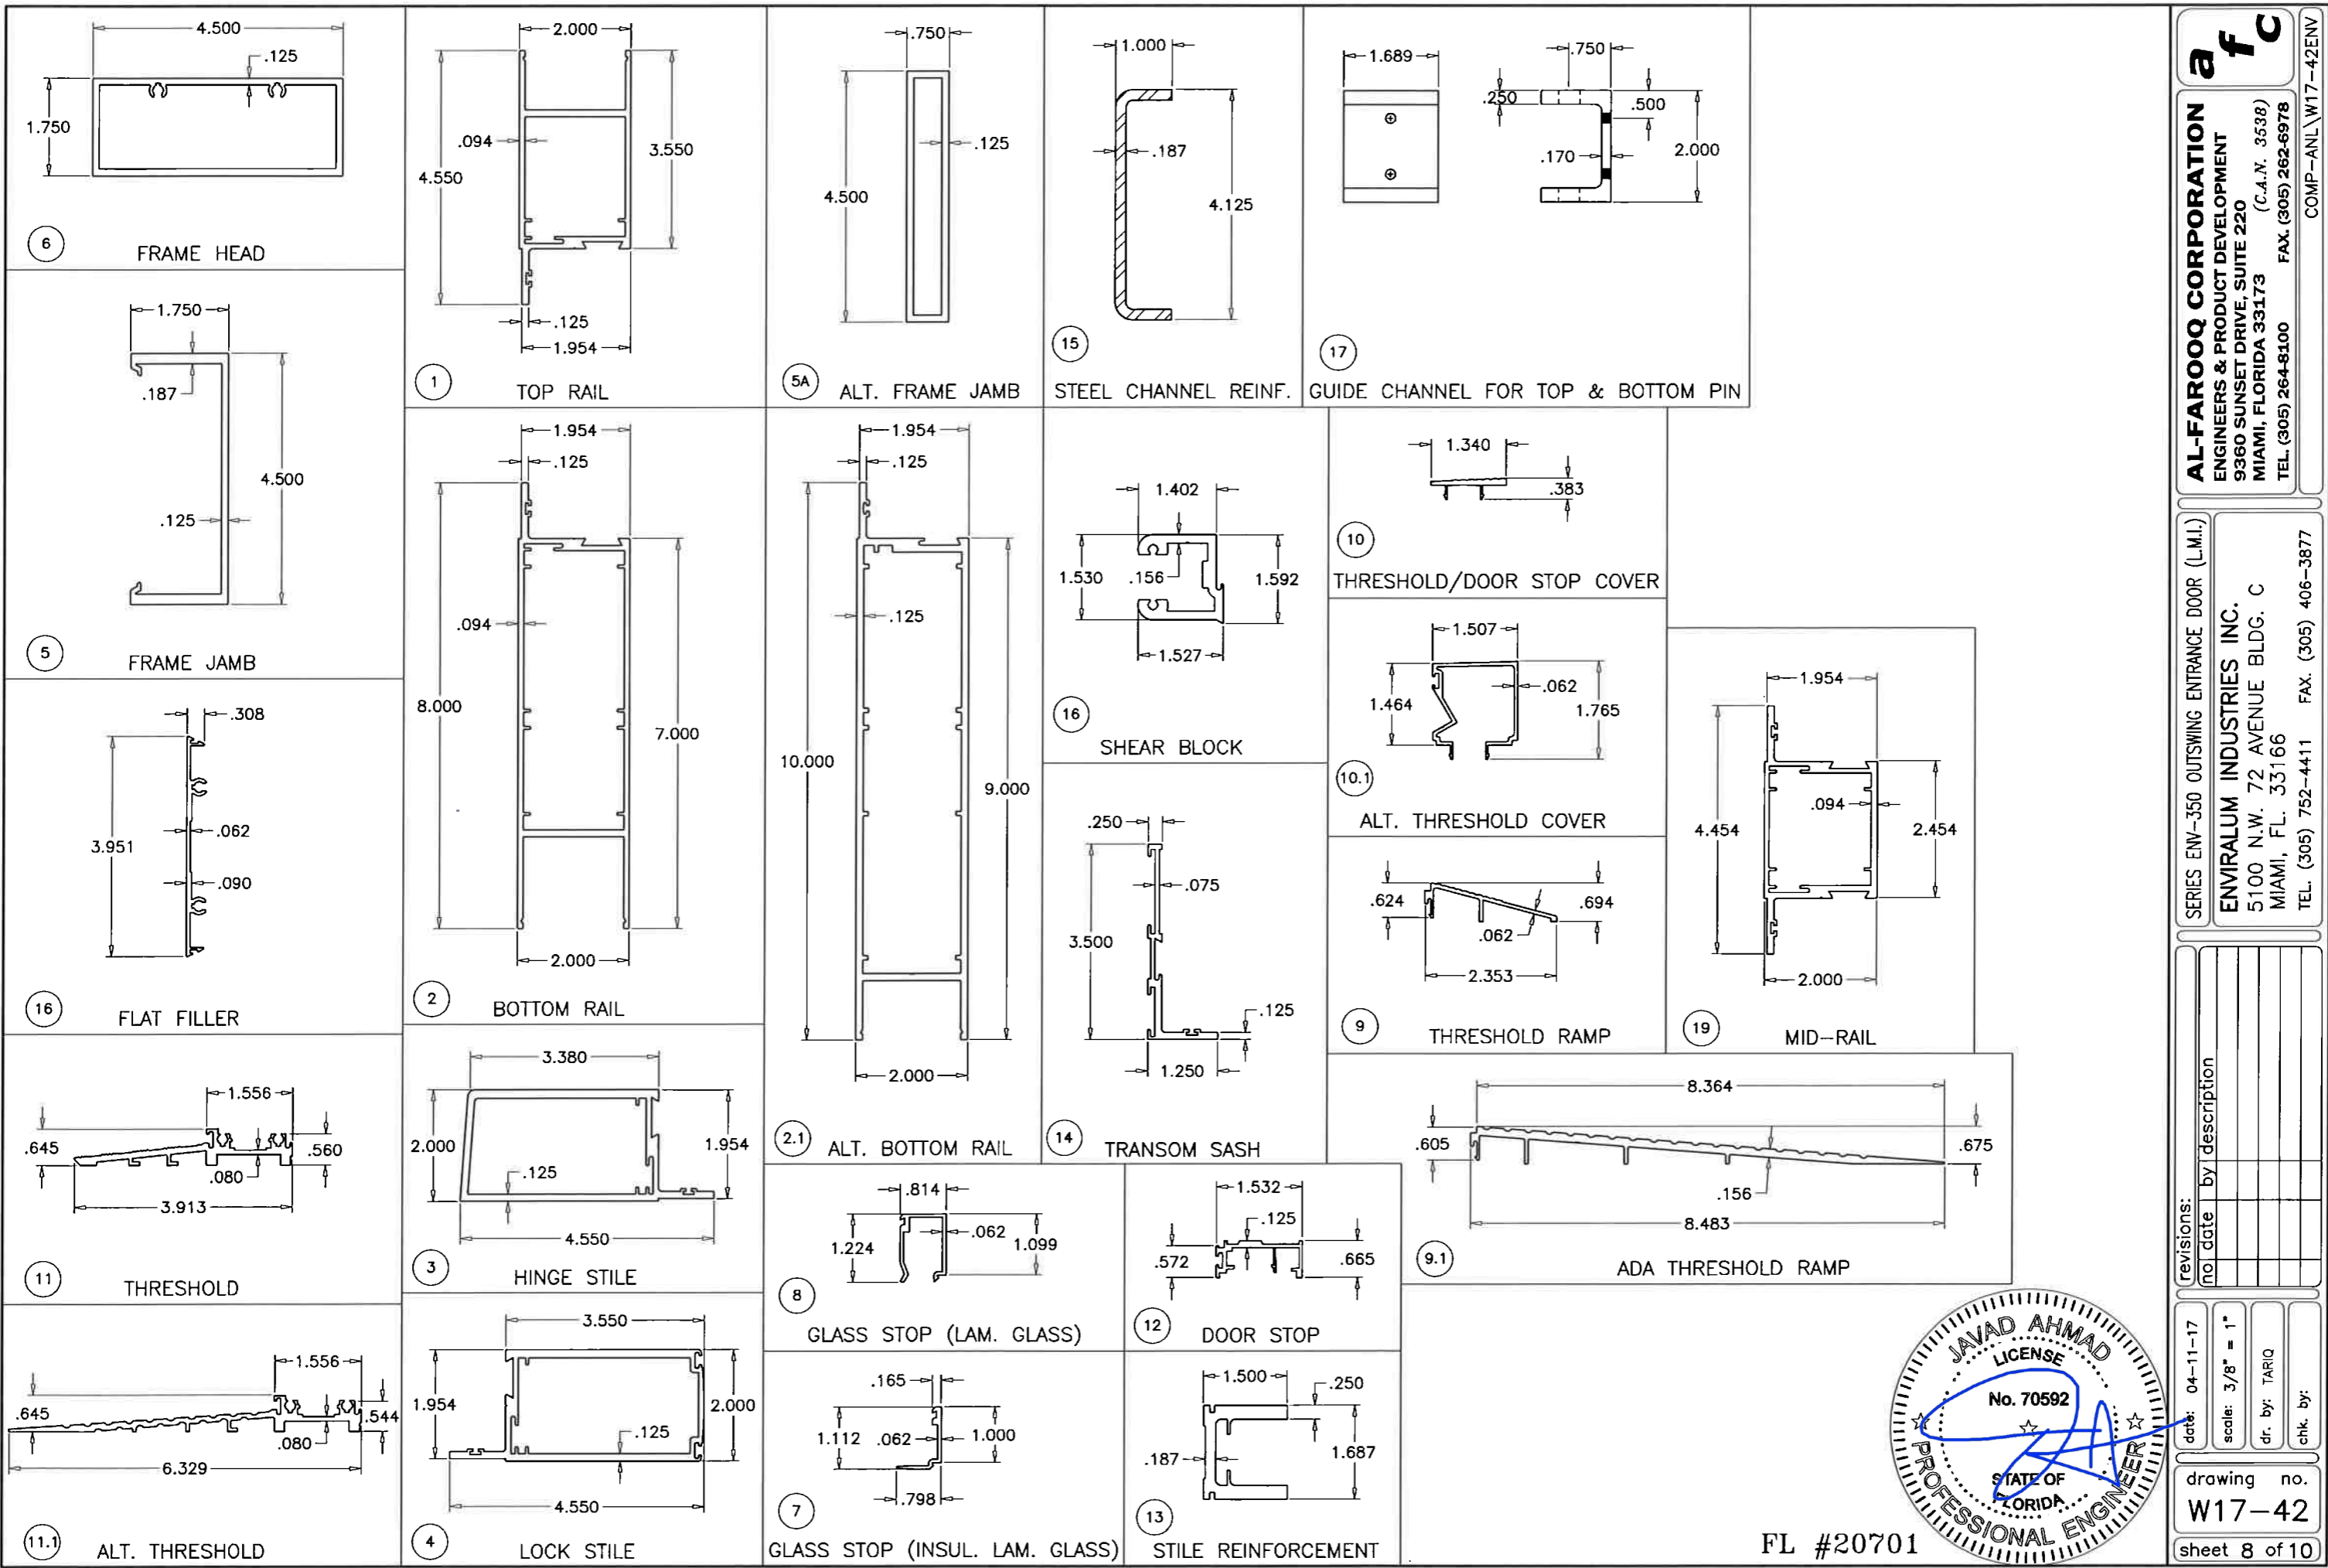 4.500
.125
1.750
6
FRAME HEAD
1.750
.187
4.500
.125
5
FRAME JAMB
.308
3.951
.062
.090
16
FLAT FILLER
1.556
.645
.560
.080
3.913
11
THRESHOLD
1.556
.645
.544
.080
6.329
11.1
ALT. THRESHOLD
2.000
.094
3.550
4.550
.125
1.954
1
TOP RAIL
1.954
.125
.094
8.000
7.000
2.000
2
BOTTOM RAIL
3.380
2.000
1.954
.125
4.550
3
HINGE STILE
3.550
1.954
2.000
.125
4.550
4
LOCK STILE
.750
.125
4.500
5A
ALT. FRAME JAMB
1.954
.125
.125
10.000
9.000
2.000
2.1
ALT. BOTTOM RAIL
.814
.062
1.224
1.099
8
GLASS STOP (LAM. GLASS)
.165
1.112
.062
1.000
.798
7
GLASS STOP (INSUL. LAM. GLASS)
1.000
.187
4.125
15
STEEL CHANNEL REINF.
1.402
1.530
.156
1.592
1.527
16
SHEAR BLOCK
.250
.075
3.500
.125
1.250
14
TRANSOM SASH
1.532
.125
.572
.665
12
DOOR STOP
1.500
.250
.187
1.687
13
STILE REINFORCEMENT
1.689
.750
.250
.500
.170
2.000
17
GUIDE CHANNEL FOR TOP & BOTTOM PIN
1.340
.383
10
THRESHOLD/DOOR STOP COVER
1.507
.062
1.464
1.765
10.1
ALT. THRESHOLD COVER
.624
.694
.062
2.353
9
THRESHOLD RAMP
1.954
.094
4.454
2.454
2.000
19
MID-RAIL
8.364
.605
.675
.156
8.483
9.1
ADA THRESHOLD RAMP
JAVAD AHMAD
LICENSE
No. 70592
STATE OF
FLORIDA
PROFESSIONAL ENGINEER
FL #20701
afc
AL-FAROOQ CORPORATION
ENGINEERS & PRODUCT DEVELOPMENT
9360 SUNSET DRIVE, SUITE 220
MIAMI, FLORIDA 33173 (C.A.N. 3538)
TEL. (305) 264-8100 FAX. (305) 262-6978
COMP-ANL\W17-42ENV
SERIES ENV-350 OUTSWING ENTRANCE DOOR (L.M.I.)
ENVIRALUM INDUSTRIES INC.
5100 N.W. 72 AVENUE BLDG. C
MIAMI, FL. 33166
TEL. (305) 752-4411 FAX. (305) 406-3877
revisions:
no date by description
date: 04-11-17
scale: 3/8" = 1"
dr. by: TARIQ
chk. by:
drawing no.
W17-42
sheet 8 of 10